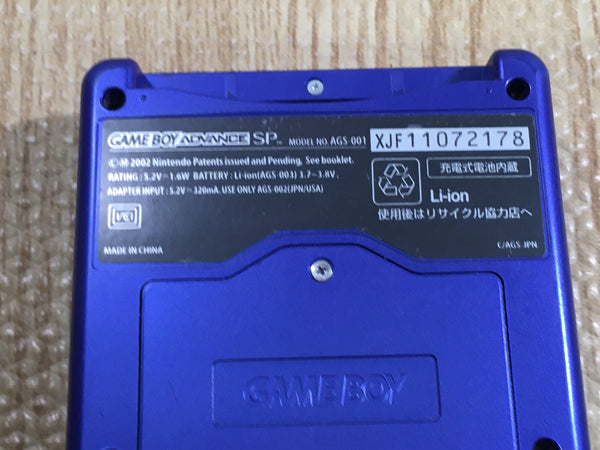 GAME BOY ADVANCE SP™ MODEL NO. AGS-001 XJF11072178
©·M 2002 Nintendo Patents issued and Pending, See booklet.
RATING : 5.2V⎓1.6W BATTERY : Li-ion(AGS-003) 3.7⎓3.8V,
ADAPTER INPUT : 5.2V⎓320mA. USE ONLY AGS-002(JPN/USA)
充電式電池内蔵
Li-ion
使用後はリサイクル協力店へ
VCI
MADE IN CHINA
C/AGS-JPN
GAME BOY